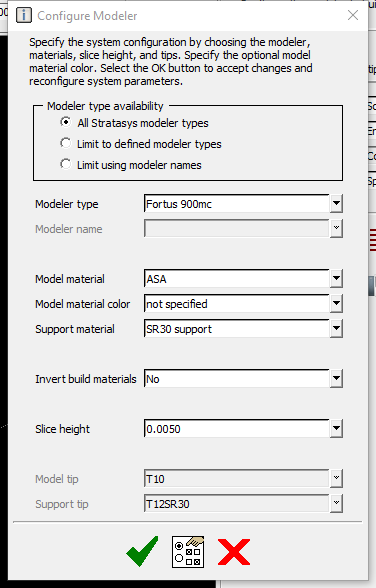 Configure Modeler
Specify the system configuration by choosing the modeler,
materials, slice height, and tips. Specify the optional model
material color. Select the OK button to accept changes and
reconfigure system parameters.
Modeler type availability
All Stratasys modeler types
Limit to defined modeler types
Limit using modeler names
Modeler type Fortus 900mc
Modeler name
Model material ASA
Model material color not specified
Support material SR30 support
Invert build materials No
Slice height 0.0050
Model tip T10
Support tip T12SR30